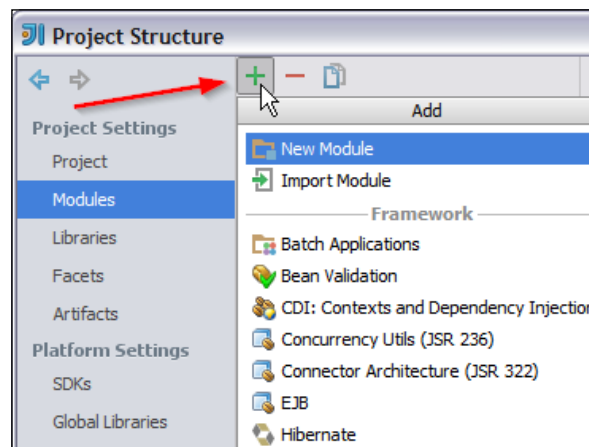 Project Structure
Project Settings
Project
Modules
Libraries
Facets
Artifacts
Platform Settings
SDKs
Global Libraries
Add
New Module
Import Module
Framework
Batch Applications
Bean Validation
CDI: Contexts and Dependency Injection
Concurrency Utils (JSR 236)
Connector Architecture (JSR 322)
EJB
Hibernate